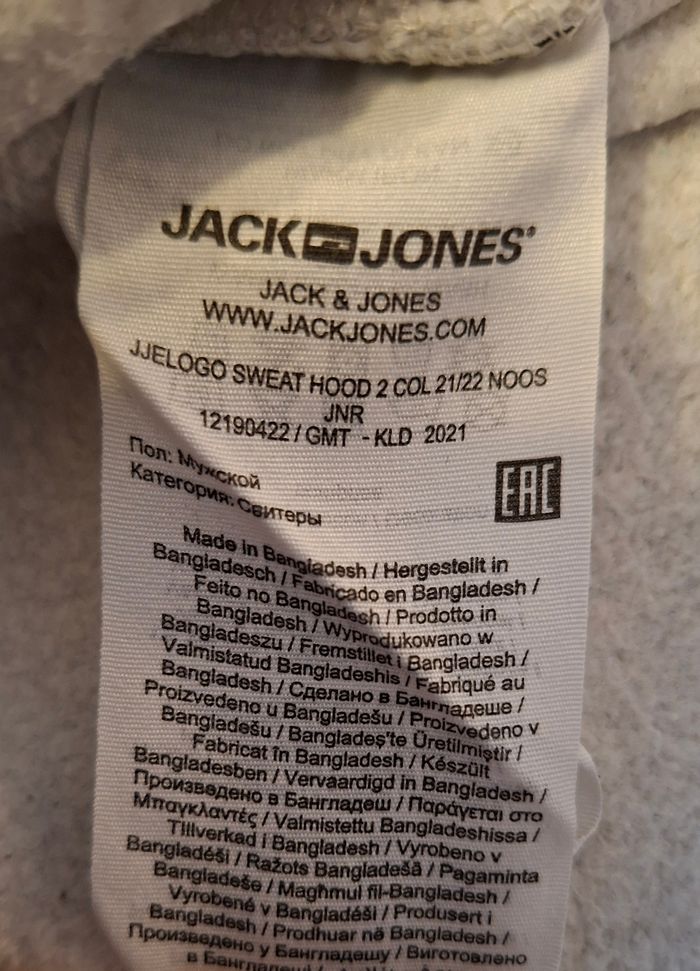 JACK JONES®
JACK & JONES
WWW.JACKJONES.COM
JJELOGO SWEAT HOOD 2 COL 21/22 NOOS
JNR
12190422 / GMT - KLD 2021
Пол: Мужской
Категория: Свитеры
EAC
Made in Bangladesh / Hergestellt in
Bangladesch / Fabricado en Bangladesh /
Feito no Bangladesh / Prodotto in
Bangladesh / Wyprodukowano w
Bangladeszu / Fremstillet i Bangladesh /
Valmistatud Bangladeshis / Fabriqué au
Bangladesh / Сделано в Бангладеше /
Proizvedeno u Bangladešu / Proizvedeno v
Bangladešu / Bangladeş'te Üretilmiştir /
Fabricat în Bangladesh / Készült
Bangladesben / Vervaardigd in Bangladesh /
Произведено в Бангладеш / Παράγεται στο
Μπαγκλαντές / Valmistettu Bangladeshissa /
Tillverkad i Bangladesh / Vyrobeno v
Bangladéši / Ražots Bangladešā / Pagaminta
Bangladeše / Magħmul fil-Bangladesh /
Vyrobené v Bangladéši / Produsert i
Bangladesh / Prodhuar në Bangladesh /
Произведено у Бангладешу / Виготовлено
в